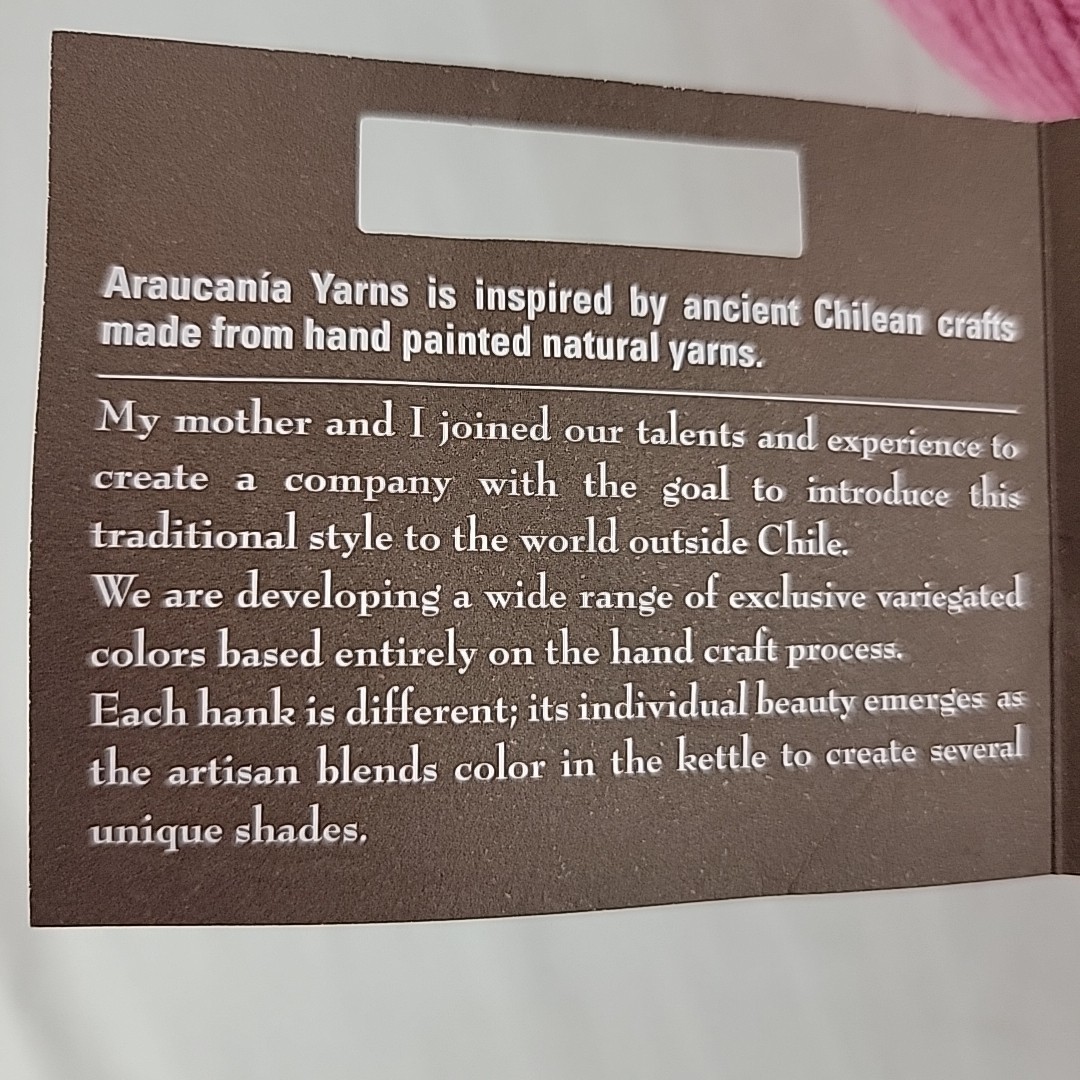 Araucanía Yarns is inspired by ancient Chilean crafts
made from hand painted natural yarns.
My mother and I joined our talents and experience to
create a company with the goal to introduce this
traditional style to the world outside Chile.
We are developing a wide range of exclusive variegated
colors based entirely on the hand craft process.
Each hank is different; its individual beauty emerges as
the artisan blends color in the kettle to create several
unique shades.